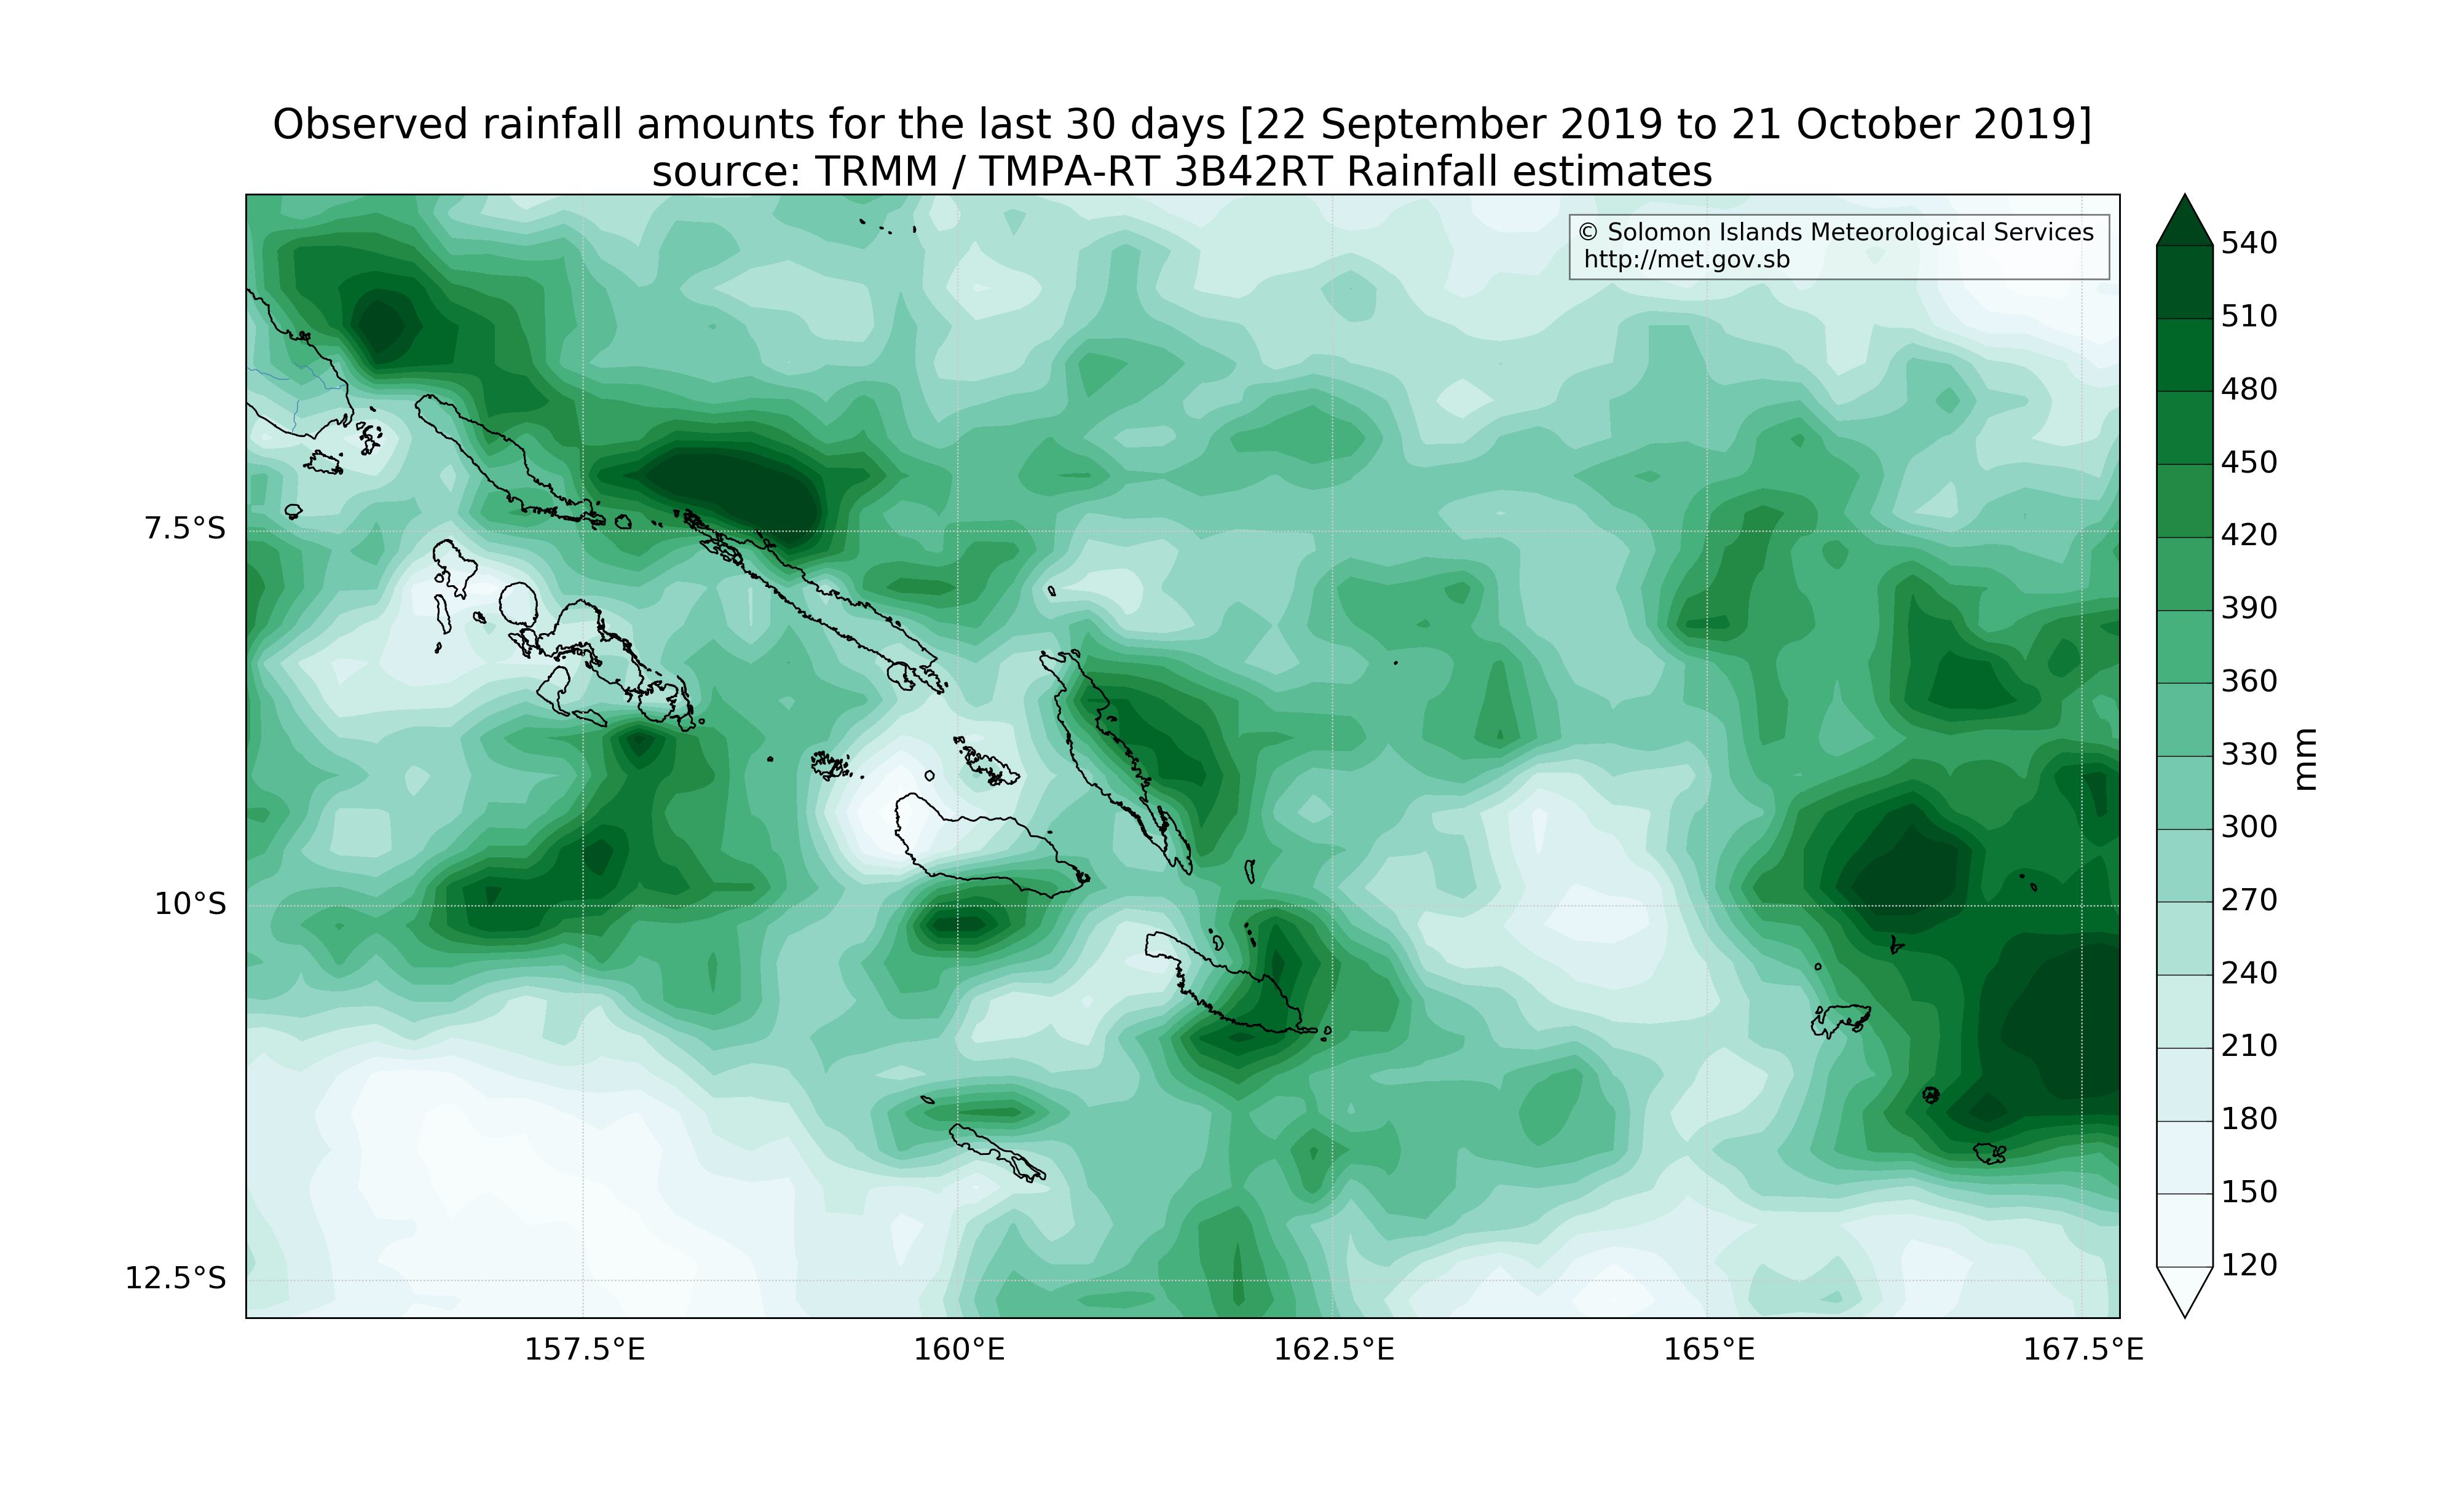 Observed rainfall amounts for the last 30 days [22 September 2019 to 21 October 2019]
source: TRMM / TMPA-RT 3B42RT Rainfall estimates
© Solomon Islands Meteorological Services
http://met.gov.sb
7.5°S
10°S
12.5°S
157.5°E
160°E
162.5°E
165°E
167.5°E
540
510
480
450
420
390
360
330
300
270
240
210
180
150
120
mm